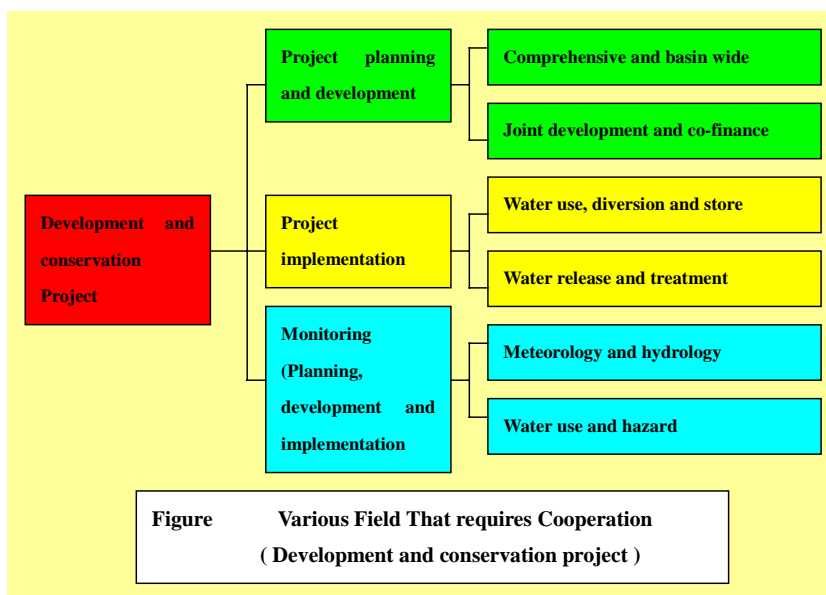 Project planning
and development
Comprehensive and basin wide
Joint development and co-finance
Development and
conservation
Project
Project
implementation
Water use, diversion and store
Water release and treatment
Monitoring
(Planning,
development and
implementation
Meteorology and hydrology
Water use and hazard
Figure Various Field That requires Cooperation
( Development and conservation project )